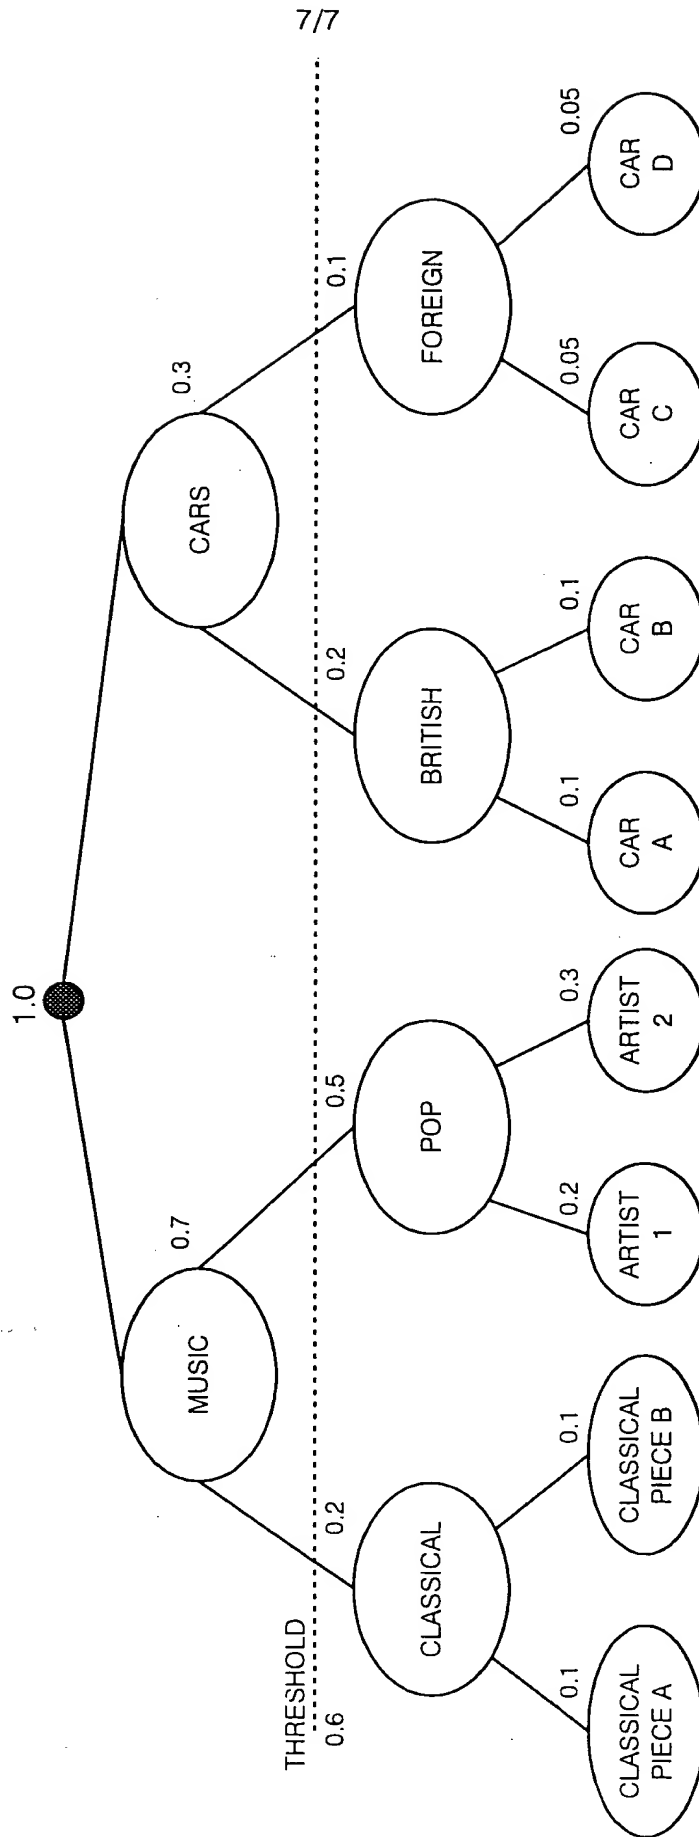 7/7
1.0
MUSIC
0.7
CARS
0.3
THRESHOLD
0.6
0.2
0.5
0.2
0.1
CLASSICAL
POP
BRITISH
FOREIGN
0.1
0.1
0.2
0.3
0.1
0.1
0.05
0.05
CLASSICAL
PIECE A
CLASSICAL
PIECE B
ARTIST
1
ARTIST
2
CAR
A
CAR
B
CAR
C
CAR
D